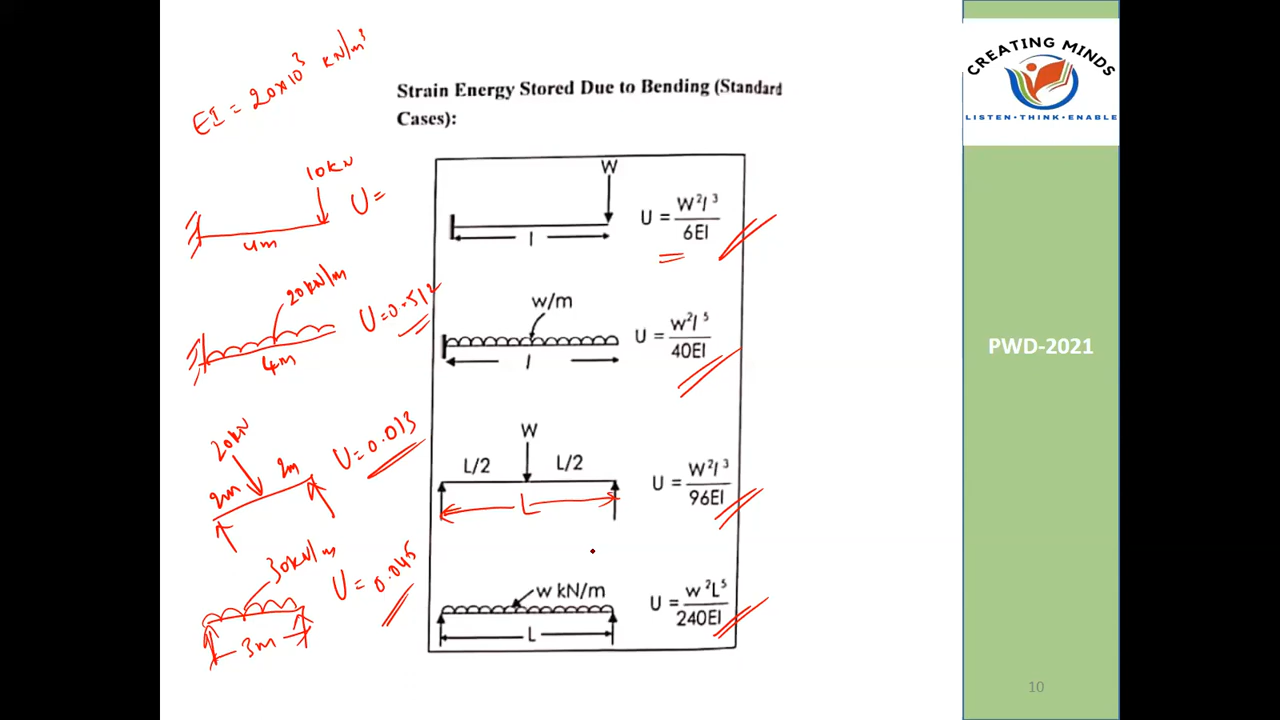 EI = 20×10³ kN/m³
Strain Energy Stored Due to Bending (Standard
Cases):
10kN
4m
U =
W
l
U = W²l³ / 6EI
20kN/m
4m
U = 0.512
w/m
l
U = w²l⁵ / 40EI
20kN
2m 2m
U = 0.013
W
L/2 L/2
L
U = W²l³ / 96EI
30kN/m
3m
U = 0.045
w kN/m
L
U = w²L⁵ / 240EI
CREATING MINDS
LISTEN•THINK•ENABLE
PWD-2021
10